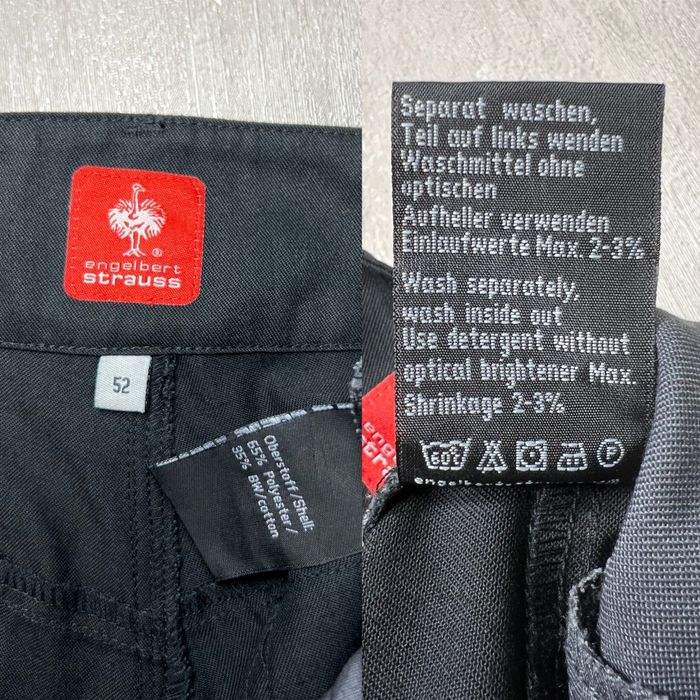 ®
engelbert
strauss
52
Oberstoff/Shell:
65% Polyester/
35% BW/cotton
Separat waschen,
Teil auf links wenden
Waschmittel ohne
optischen
Aufheller verwenden
Einlaufwerte Max. 2-3%
Wash separately,
wash inside out
Use detergent without
optical brightener Max.
Shrinkage 2-3%
60
P